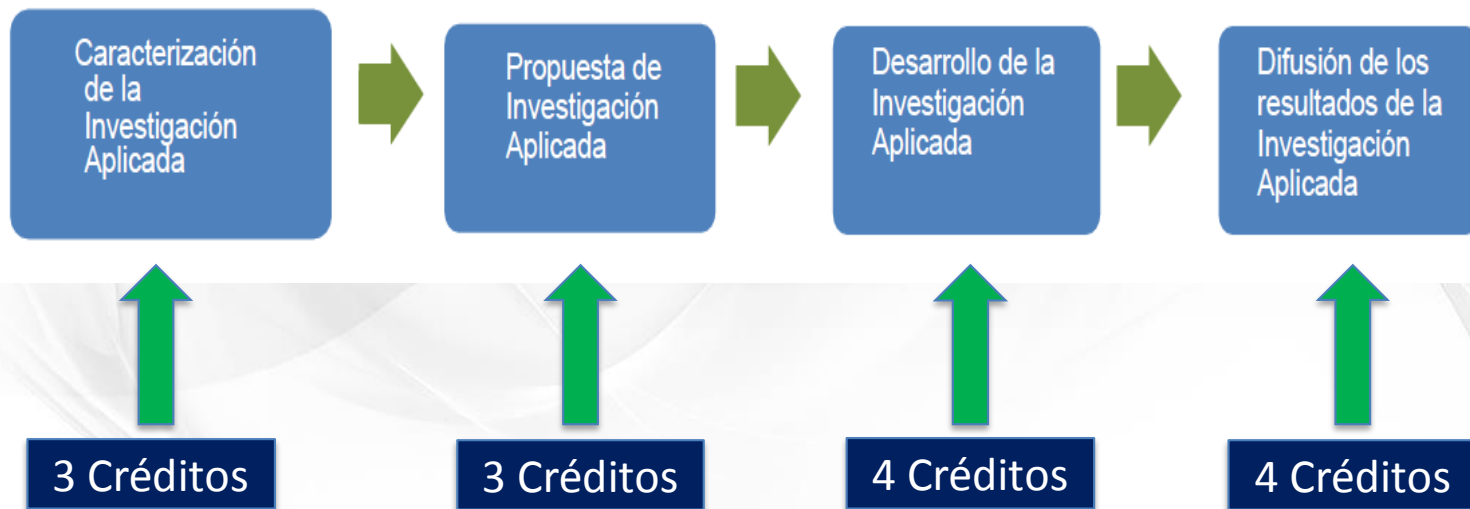 Caracterización
de la
Investigación
Aplicada
Propuesta de
Investigación
Aplicada
Desarrollo de la
Investigación
Aplicada
Difusión de los
resultados de la
Investigación
Aplicada
3 Créditos
3 Créditos
4 Créditos
4 Créditos